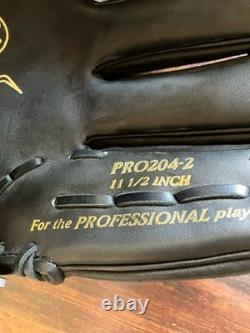 PRO204-2
11 1/2 INCH
For the PROFESSIONAL play